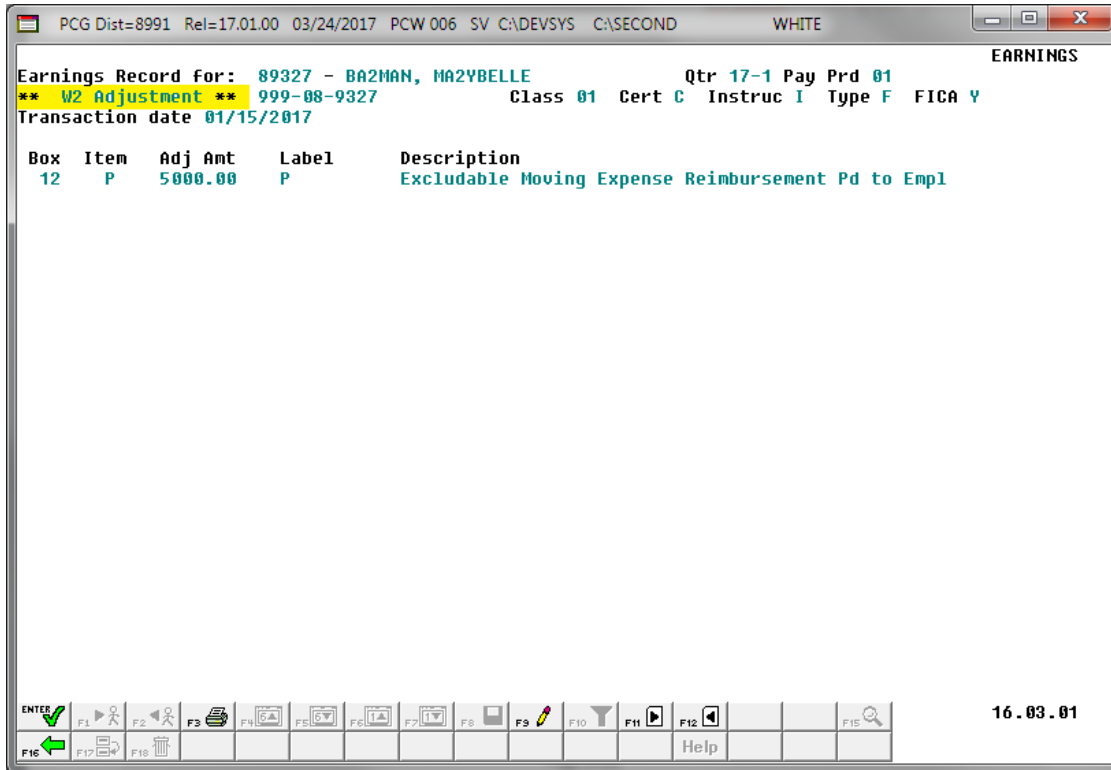 PCG Dist=8991 Rel=17.01.00 03/24/2017 PCW 006 SV C:\DEVSYS C:\SECOND WHITE
EARNINGS
Earnings Record for: 89327 - BA2MAN, MA2YBELLE Qtr 17-1 Pay Prd 01
** W2 Adjustment ** 999-08-9327 Class 01 Cert C Instruc I Type F FICA Y
Transaction date 01/15/2017
Box Item Adj Amt Label Description
12 P 5000.00 P Excludable Moving Expense Reimbursement Pd to Empl
ENTER F1 F2 F3 F4 6 F5 6 F6 1 F7 1 F8 F9 F10 F11 F12 F15 16.03.01
F16 F17 F18 Help